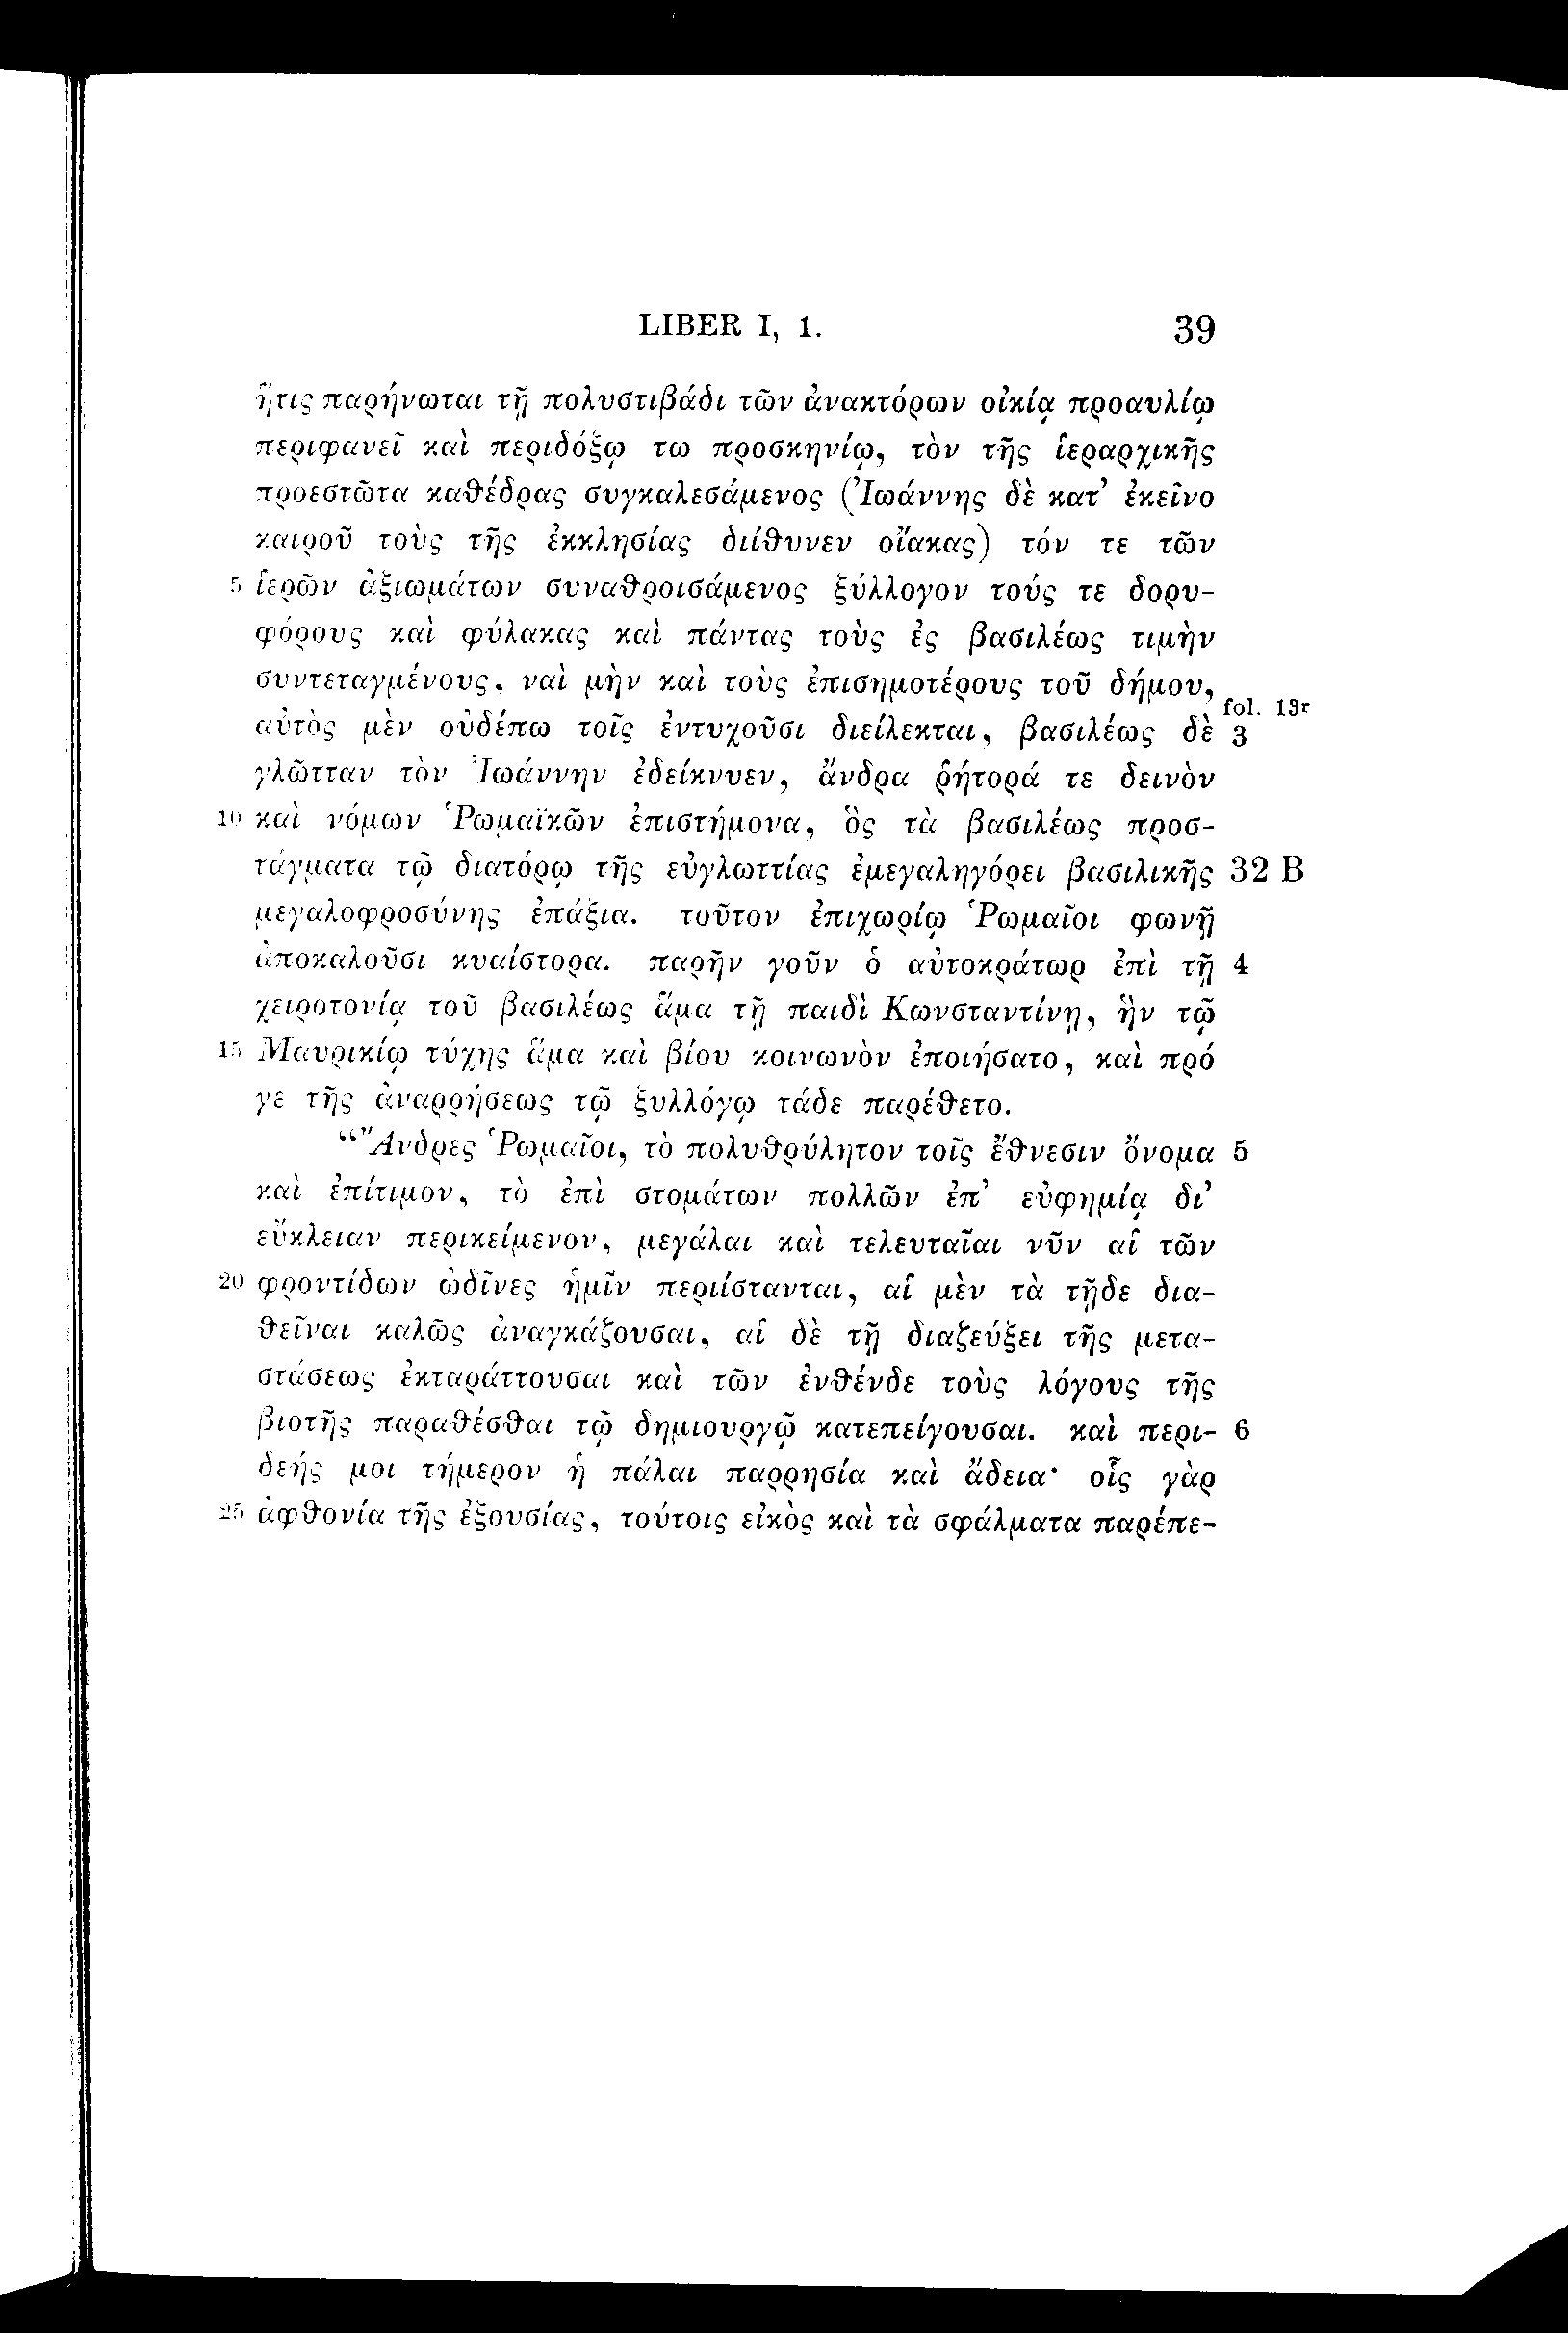 LIBER I, 1. 39
ἥτις παρήνωται τῇ πολυστιβάδι τῶν ἀνακτόρων οἰκίᾳ προαυλίῳ
περιφανεῖ καὶ περιδόξῳ τω προσκηνίῳ, τὸν τῆς ἱεραρχικῆς
προεστῶτα καθέδρας συγκαλεσάμενος (Ἰωάννης δὲ κατ’ ἐκεῖνο
καιροῦ τοὺς τῆς ἐκκλησίας διίθυνεν οἴακας) τόν τε τῶν
5 ἱερῶν ἀξιωμάτων συναθροισάμενος ξύλλογον τούς τε δορυ-
φόρους καὶ φύλακας καὶ πάντας τοὺς ἐς βασιλέως τιμὴν
συντεταγμένους, ναὶ μὴν καὶ τοὺς ἐπισημοτέρους τοῦ δήμου,
fol. 13r
αὐτὸς μὲν οὐδέπω τοῖς ἐντυχοῦσι διείλεκται, βασιλέως δὲ 3
γλῶτταν τὸν Ἰωάννην ἐδείκνυεν, ἄνδρα ῥήτορά τε δεινὸν
10 καὶ νόμων Ῥωμαϊκῶν ἐπιστήμονα, ὃς τὰ βασιλέως προσ-
τάγματα τῷ διατόρῳ τῆς εὐγλωττίας ἐμεγαληγόρει βασιλικῆς 32 B
μεγαλοφροσύνης ἐπάξια. τοῦτον ἐπιχωρίῳ Ῥωμαῖοι φωνῇ
ἀποκαλοῦσι κυαίστορα. παρῆν γοῦν ὁ αὐτοκράτωρ ἐπὶ τῇ 4
χειροτονίᾳ τοῦ βασιλέως ἅμα τῇ παιδὶ Κωνσταντίνῃ, ἣν τῷ
15 Μαυρικίῳ τύχης ἅμα καὶ βίου κοινωνὸν ἐποιήσατο, καὶ πρό
γε τῆς ἀναρρήσεως τῷ ξυλλόγῳ τάδε παρέθετο.
“Ἄνδρες Ῥωμαῖοι, τὸ πολυθρύλητον τοῖς ἔθνεσιν ὄνομα 5
καὶ ἐπίτιμον, τὸ ἐπὶ στομάτων πολλῶν ἐπ’ εὐφημίᾳ δι’
εὔκλειαν περικείμενον, μεγάλαι καὶ τελευταῖαι νῦν αἱ τῶν
20 φροντίδων ὠδῖνες ἡμῖν περιίστανται, αἱ μὲν τὰ τῇδε δια-
θεῖναι καλῶς ἀναγκάζουσαι, αἱ δὲ τῇ διαζεύξει τῆς μετα-
στάσεως ἐκταράττουσαι καὶ τῶν ἐνθένδε τοὺς λόγους τῆς
βιοτῆς παραθέσθαι τῷ δημιουργῷ κατεπείγουσαι. καὶ περι- 6
δεής μοι τήμερον ἡ πάλαι παρρησία καὶ ἄδεια· οἷς γὰρ
25 ἀφθονία τῆς ἐξουσίας, τούτοις εἰκὸς καὶ τὰ σφάλματα παρέπε-